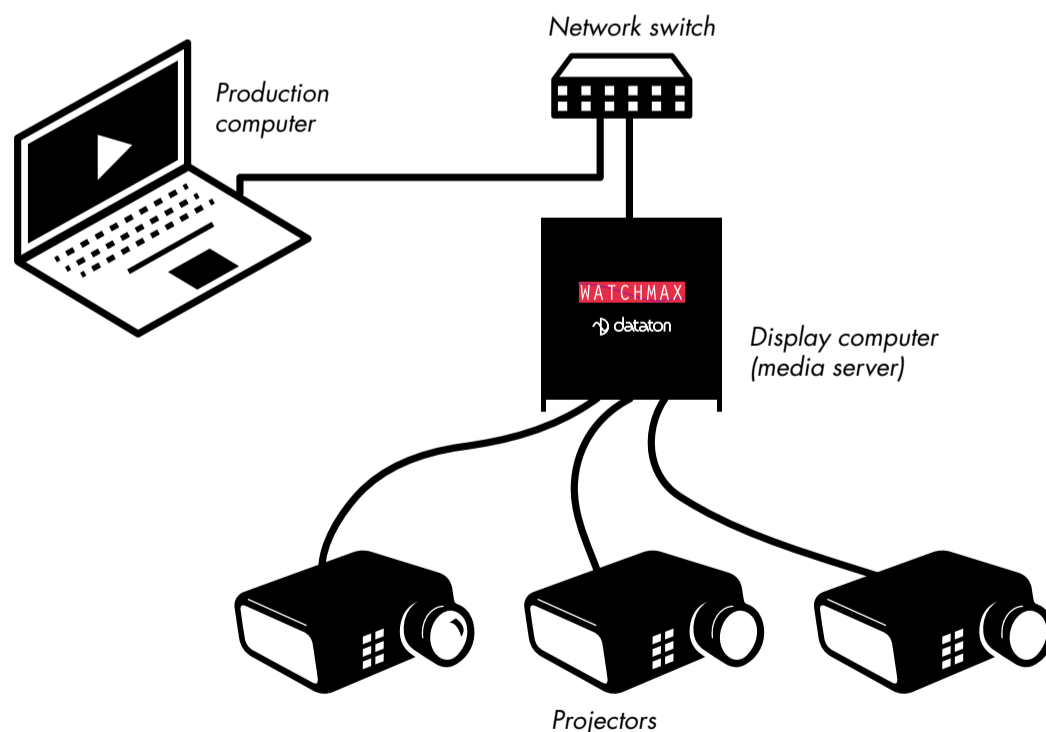 Network switch
Production
computer
WATCHMAX
dataton
Display computer
(media server)
Projectors